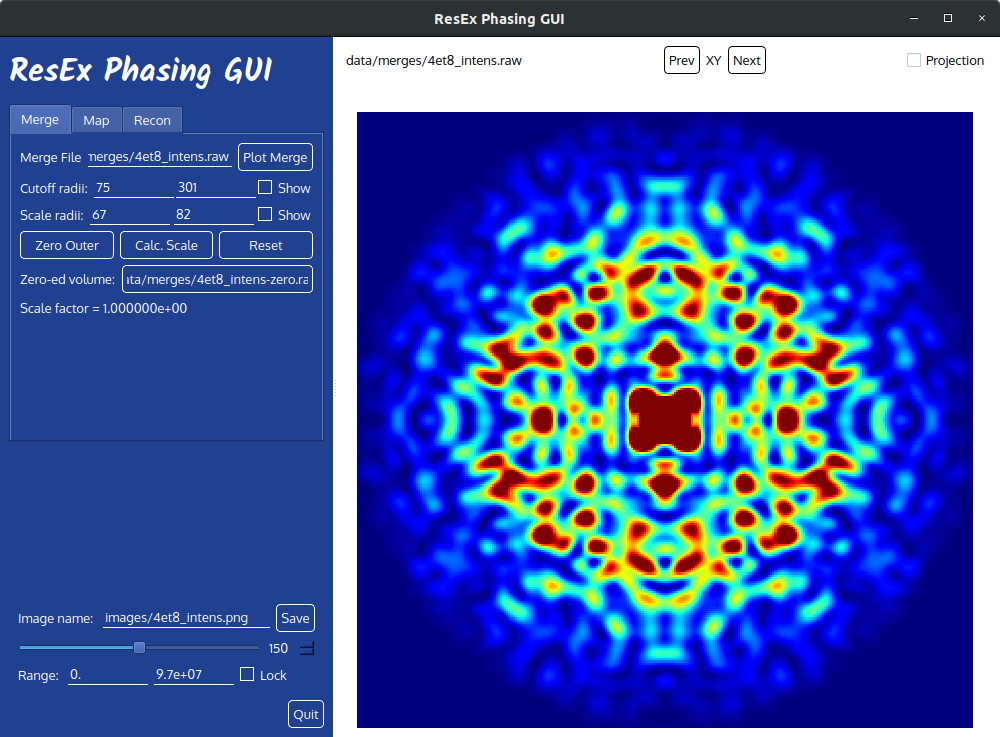 ResEx Phasing GUI
ResEx Phasing GUI
Merge Map Recon
Merge File merges/4et8_intens.raw Plot Merge
Cutoff radii: 75 301 Show
Scale radii: 67 82 Show
Zero Outer Calc. Scale Reset
Zero-ed volume: ata/merges/4et8_intens-zero.ra
Scale factor = 1.000000e+00
Image name: images/4et8_intens.png Save
150
Range: 0. 9.7e+07 Lock
Quit
data/merges/4et8_intens.raw Prev XY Next Projection